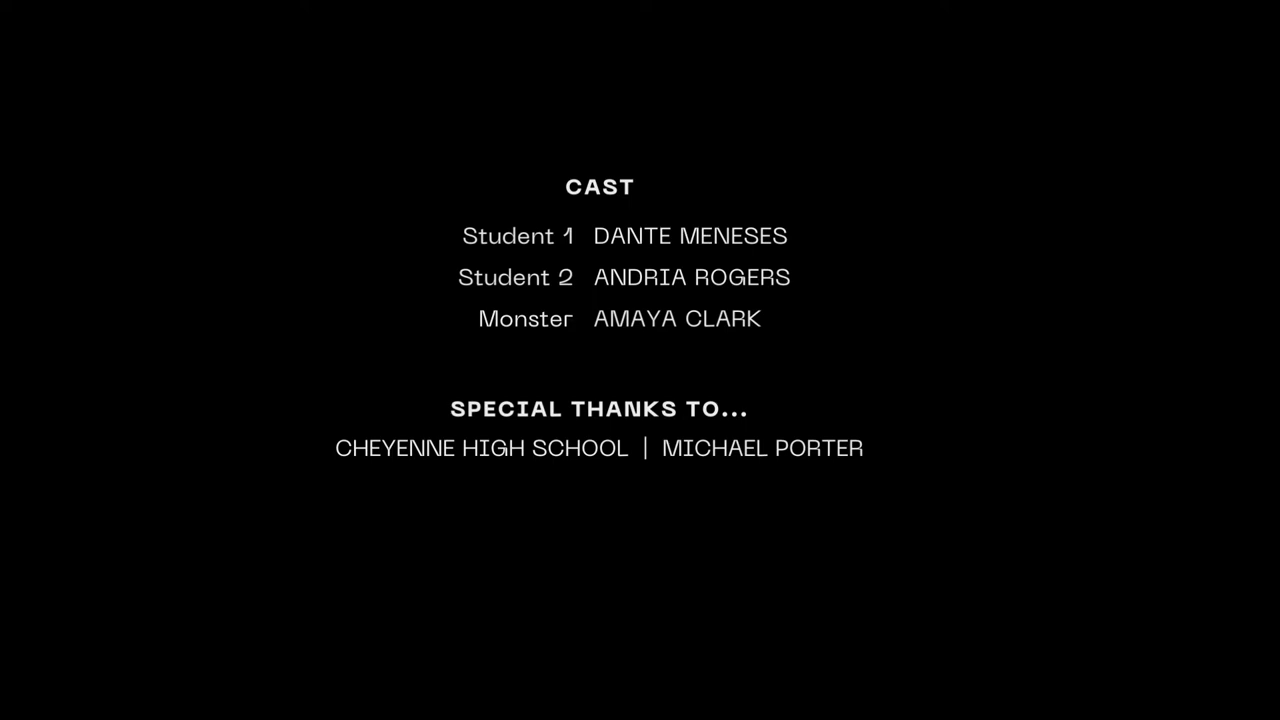 CAST
Student 1 DANTE MENESES
Student 2 ANDRIA ROGERS
Monster AMAYA CLARK
SPECIAL THANKS TO...
CHEYENNE HIGH SCHOOL | MICHAEL PORTER